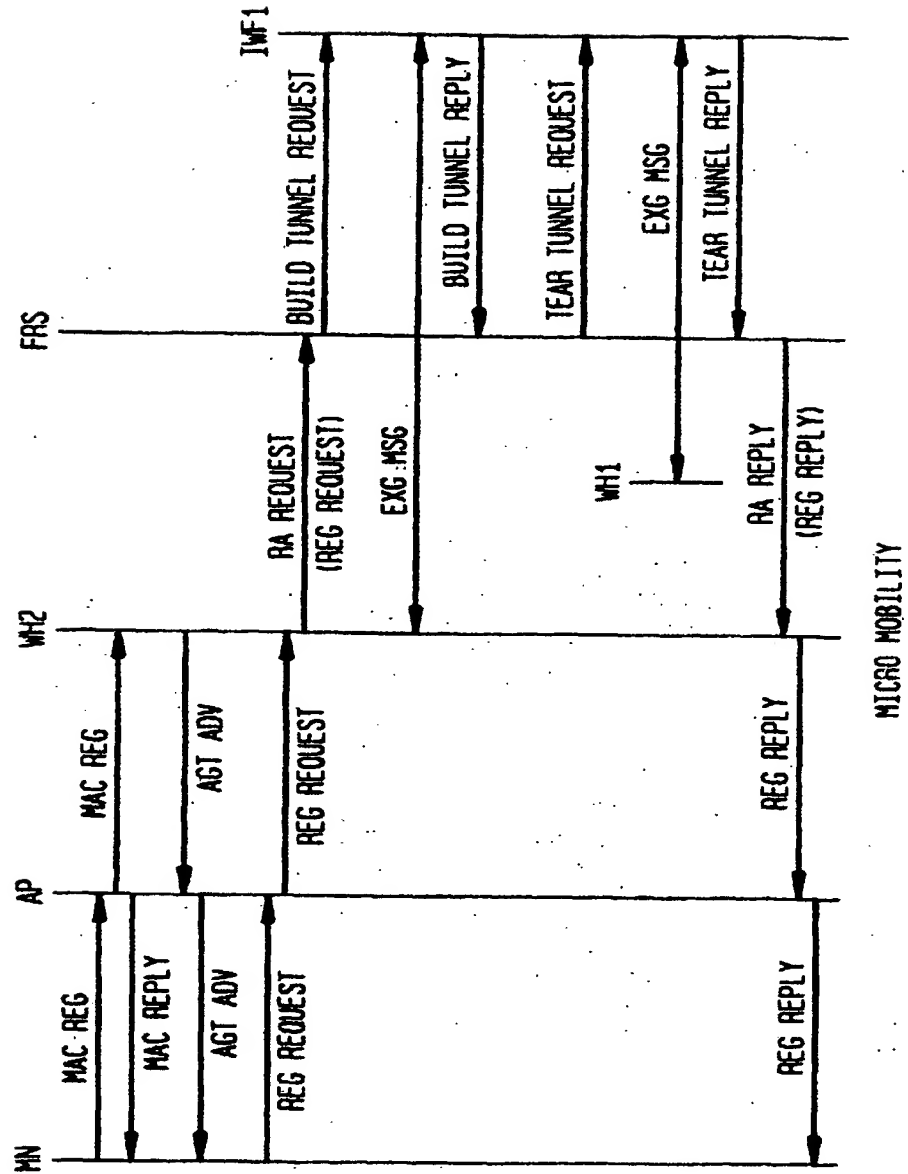 MN
AP
WH2
FRS
IWF1
MAC REG
MAC REG
MAC REPLY
AGT ADV
AGT ADV
REG REQUEST
REG REQUEST
RA REQUEST
(REG REQUEST)
BUILD TUNNEL REQUEST
EXG MSG
BUILD TUNNEL REPLY
TEAR TUNNEL REQUEST
WH1
EXG MSG
TEAR TUNNEL REPLY
RA REPLY
(REG REPLY)
REG REPLY
REG REPLY
MICRO MOBILITY